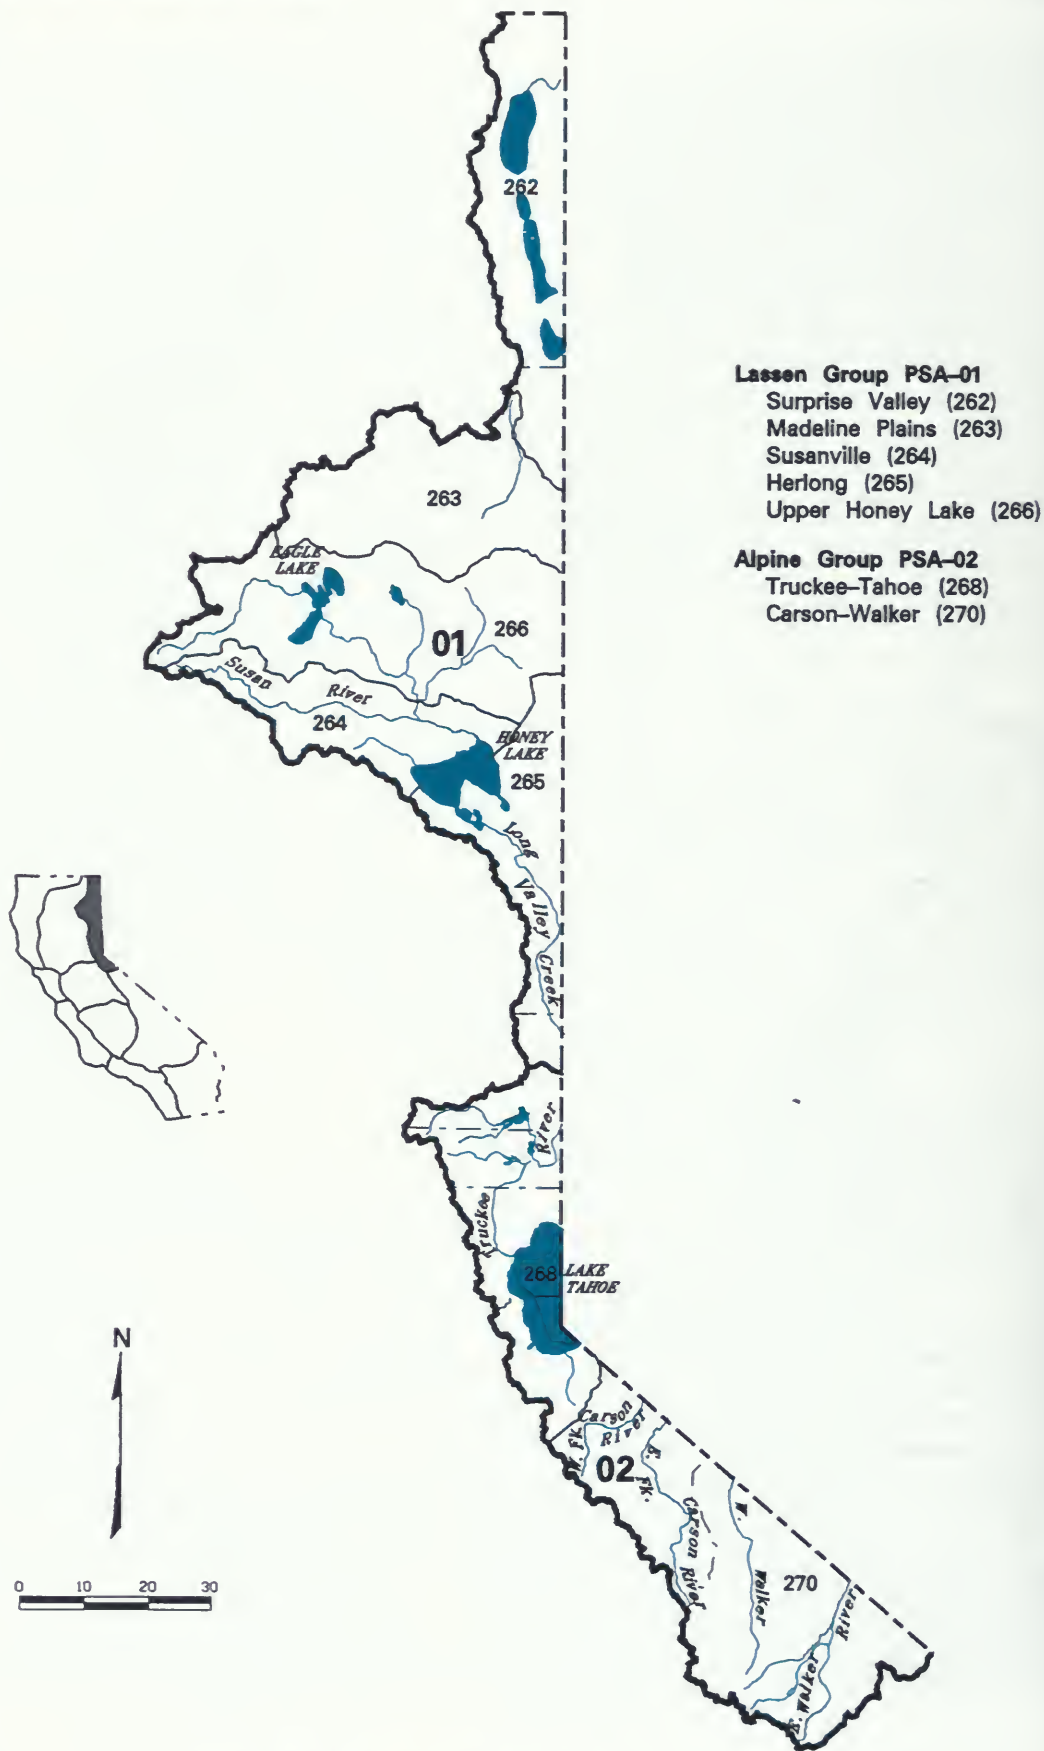 262
Lassen Group PSA–01
Surprise Valley (262)
Madeline Plains (263)
Susanville (264)
Herlong (265)
Upper Honey Lake (266)
Alpine Group PSA–02
Truckee–Tahoe (268)
Carson–Walker (270)
263
EAGLE
LAKE
01
266
Susan
River
264
HONEY
LAKE
265
Long
Valley
Creek
River
Truckee
268
LAKE
TAHOE
N
Carson
River
W. Fk.
02
E.
Fk.
Carson River
W.
Walker
270
River
E. Walker
0 10 20 30